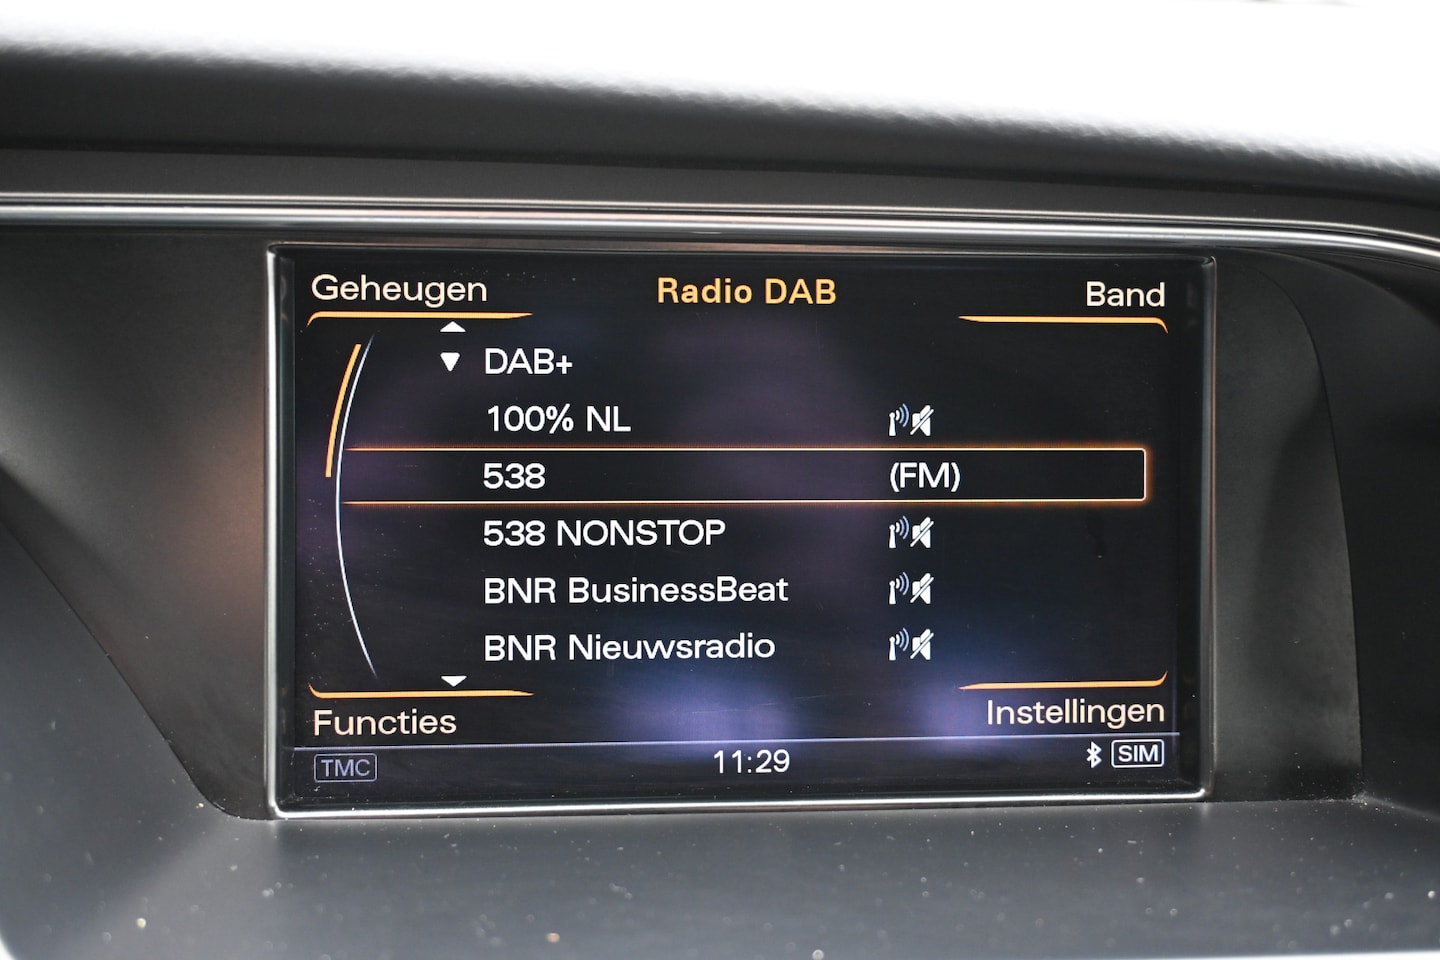 Geheugen Radio DAB Band
DAB+
100% NL
538 (FM)
538 NONSTOP
BNR BusinessBeat
BNR Nieuwsradio
Functies Instellingen
TMC 11:29 SIM